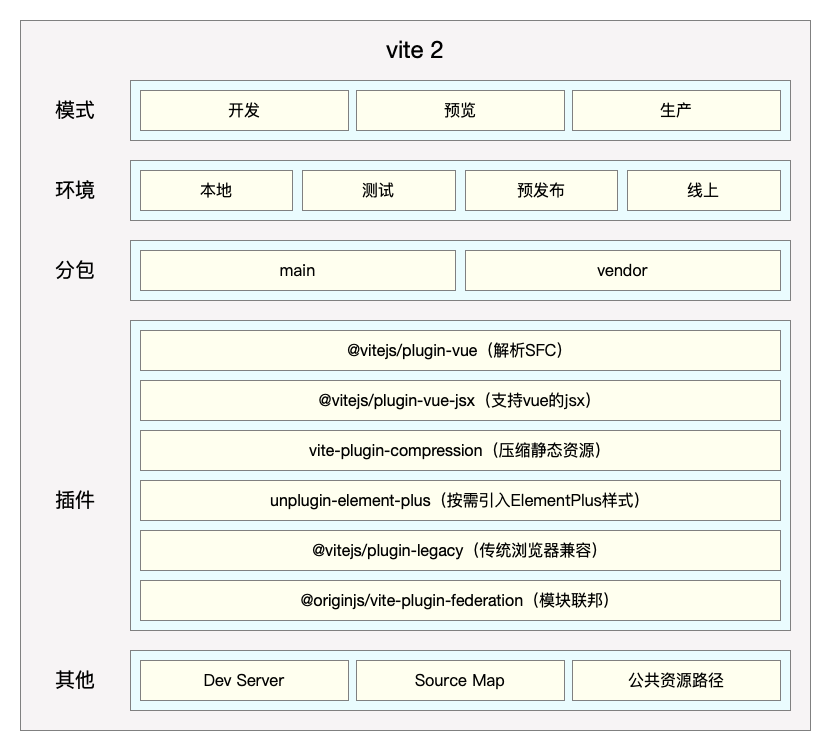 vite 2
模式
开发
预览
生产
环境
本地
测试
预发布
线上
分包
main
vendor
插件
@vitejs/plugin-vue（解析SFC）
@vitejs/plugin-vue-jsx（支持vue的jsx）
vite-plugin-compression（压缩静态资源）
unplugin-element-plus（按需引入ElementPlus样式）
@vitejs/plugin-legacy（传统浏览器兼容）
@originjs/vite-plugin-federation（模块联邦）
其他
Dev Server
Source Map
公共资源路径